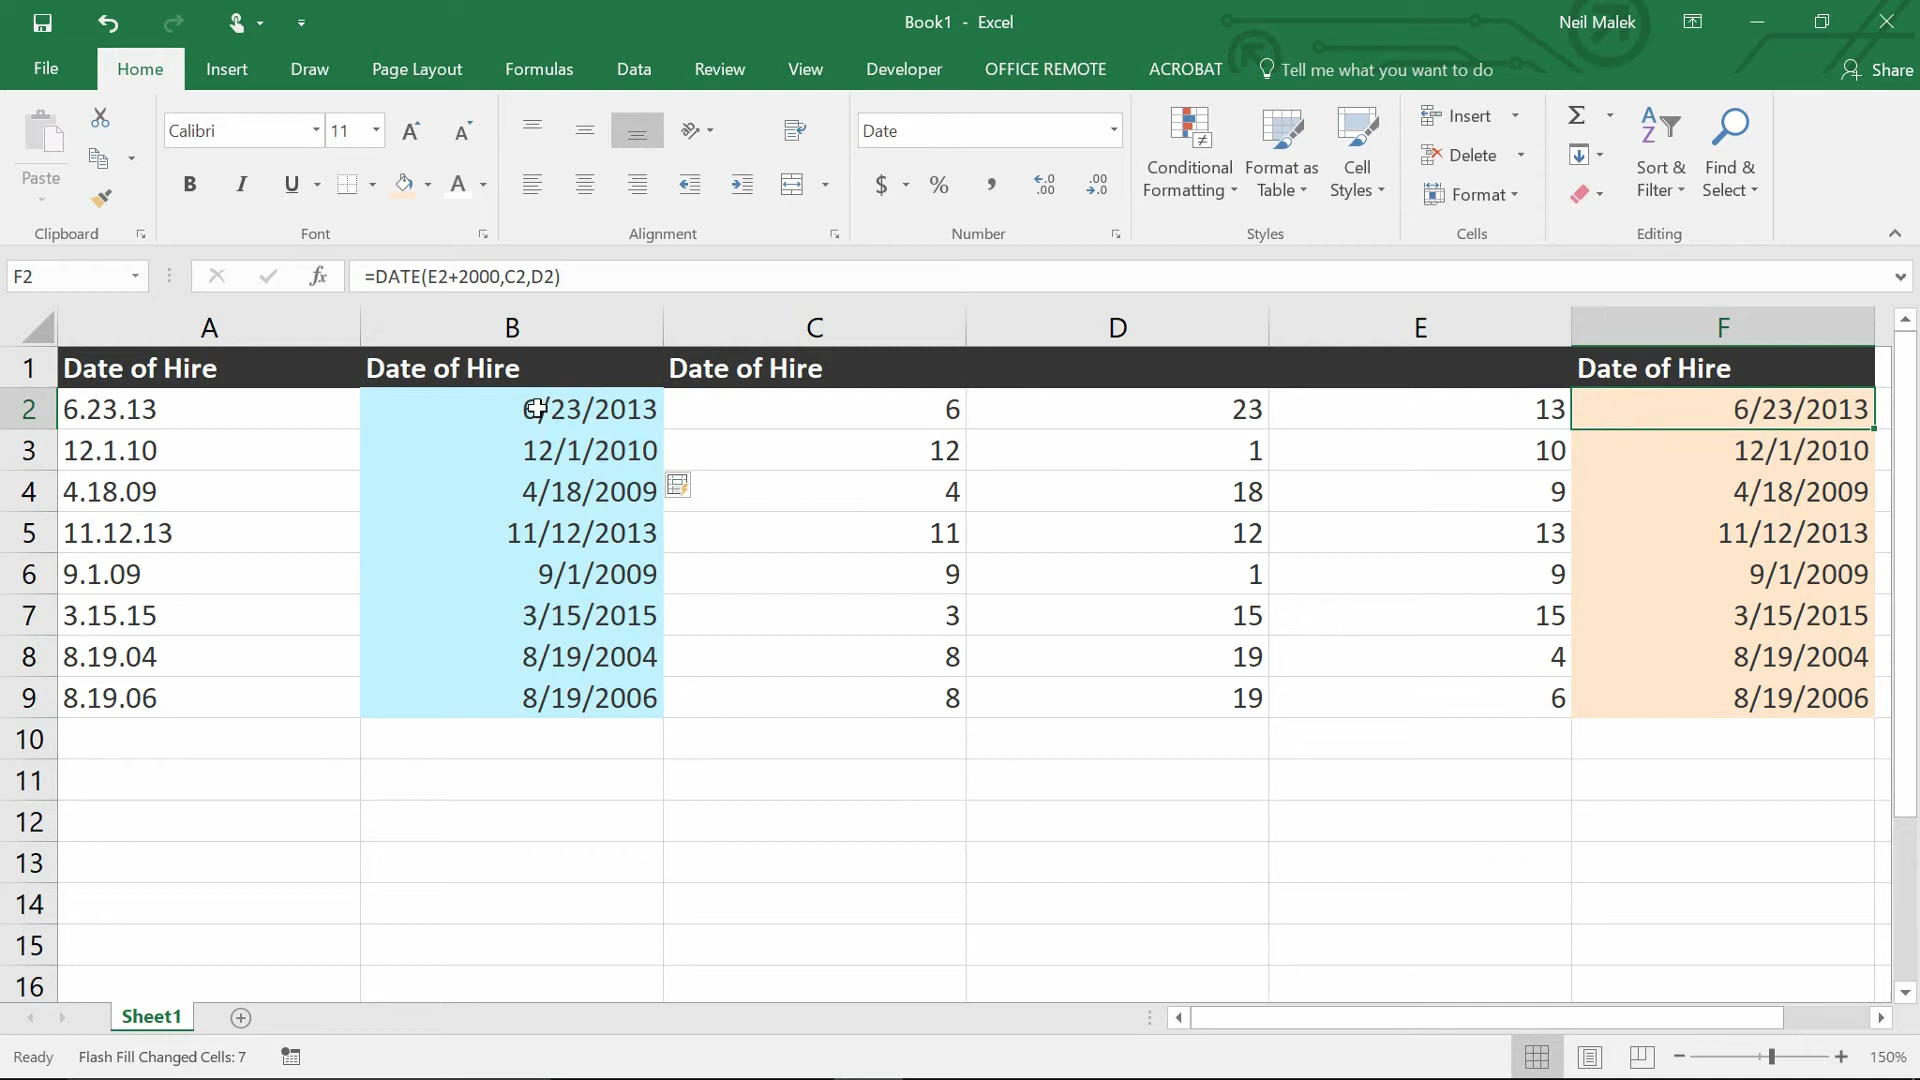 Book1 - Excel
Neil Malek
File Home Insert Draw Page Layout Formulas Data Review View Developer OFFICE REMOTE ACROBAT Tell me what you want to do Share
Paste
Clipboard
Calibri 11
A A
B I U A
Font
Alignment
Date
$ % , .00 .0
Number
Conditional Formatting
Format as Table
Cell Styles
Styles
Insert
Delete
Format
Cells
Σ
Sort & Filter
Find & Select
Editing
F2 fx =DATE(E2+2000,C2,D2)
A B C D E F
1 Date of Hire Date of Hire Date of Hire Date of Hire
2 6.23.13 6/23/2013 6 23 13 6/23/2013
3 12.1.10 12/1/2010 12 1 10 12/1/2010
4 4.18.09 4/18/2009 4 18 9 4/18/2009
5 11.12.13 11/12/2013 11 12 13 11/12/2013
6 9.1.09 9/1/2009 9 1 9 9/1/2009
7 3.15.15 3/15/2015 3 15 15 3/15/2015
8 8.19.04 8/19/2004 8 19 4 8/19/2004
9 8.19.06 8/19/2006 8 19 6 8/19/2006
10
11
12
13
14
15
16
Sheet1
Ready Flash Fill Changed Cells: 7 150%